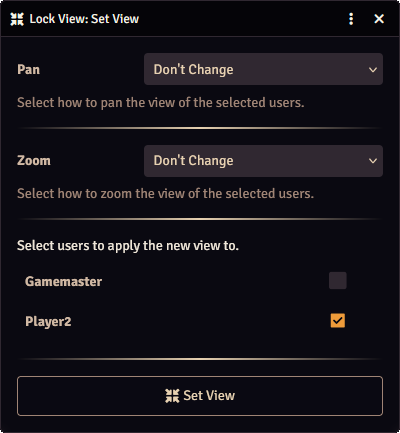 Lock View: Set View
Pan Don't Change
Select how to pan the view of the selected users.
Zoom Don't Change
Select how to zoom the view of the selected users.
Select users to apply the new view to.
Gamemaster
Player2
Set View